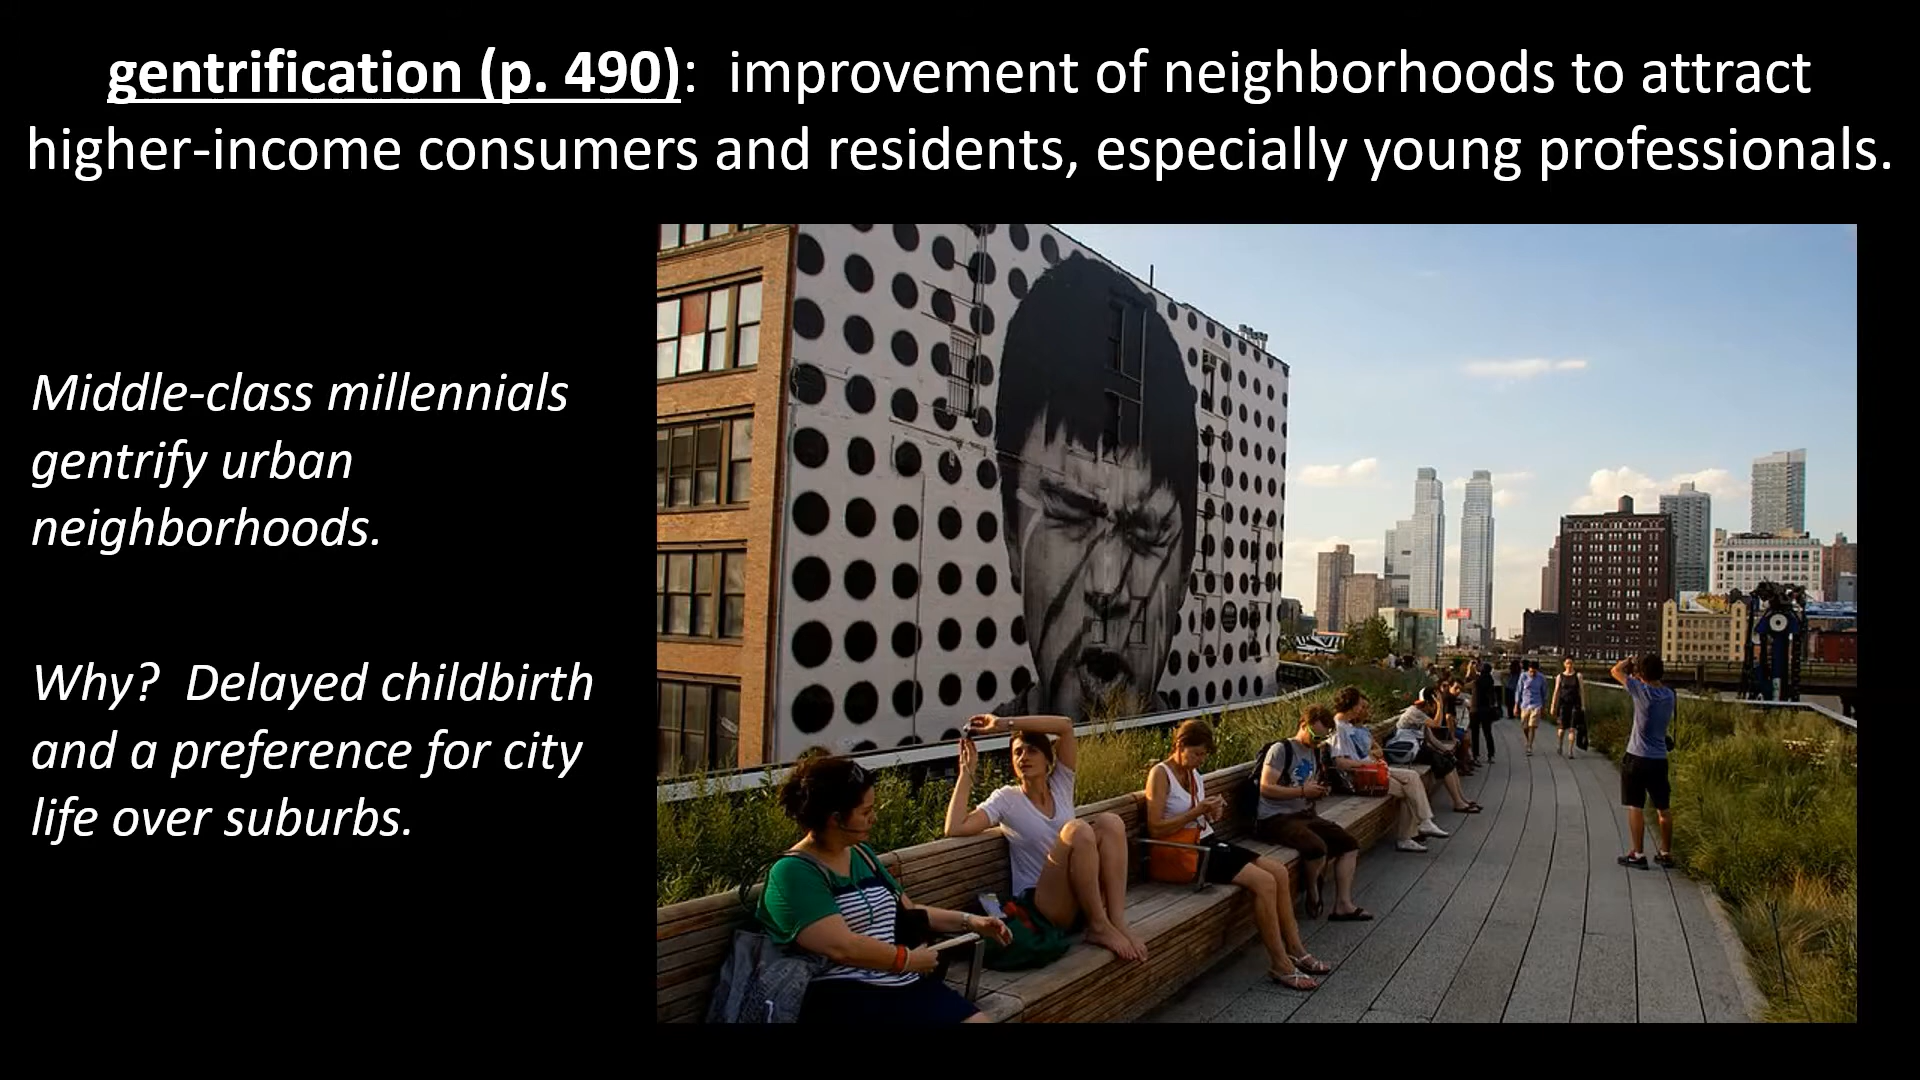 gentrification (p. 490):  improvement of neighborhoods to attract
higher-income consumers and residents, especially young professionals.
Middle-class millennials
gentrify urban
neighborhoods.
Why?  Delayed childbirth
and a preference for city
life over suburbs.